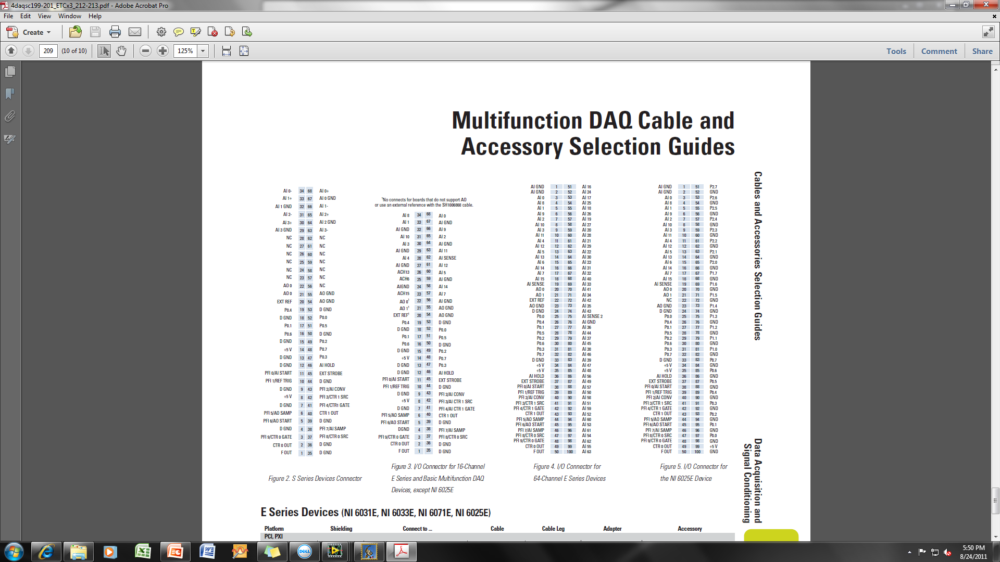 4daqsc199-201_ETCx3_212-213.pdf - Adobe Acrobat Pro
File Edit View Window Help
Create
209 (10 of 10) 125% Tools Comment Share
Multifunction DAQ Cable and
Accessory Selection Guides
Cables and Accessories Selection Guides
Data Acquisition and
Signal Conditioning
AI 0- 34 68 AI 0+
AI 1+ 33 67 AI 0 GND
AI 1 GND 32 66 AI 1-
AI 2- 31 65 AI 2+
AI 3+ 30 64 AI 2 GND
AI 3 GND 29 63 AI 3-
NC 28 62 NC
NC 27 61 NC
NC 26 60 NC
NC 25 59 NC
NC 24 58 NC
NC 23 57 NC
AO 0 22 56 NC
AO 0 21 55 AO GND
EXT REF 20 54 AO GND
P0.4 19 53 D GND
D GND 18 52 P0.0
P0.1 17 51 P0.5
P0.6 16 50 D GND
D GND 15 49 P0.2
+5 V 14 48 P0.7
D GND 13 47 P0.3
D GND 12 46 AI HOLD
PFI 0/AI START 11 45 EXT STROBE
PFI 1/REF TRIG 10 44 D GND
D GND 9 43 PFI 2/AI CONV
+5 V 8 42 PFI 3/CTR 1 SRC
D GND 7 41 PFI 4/CTR1 GATE
PFI 5/AO SAMP 6 40 CTR 1 OUT
PFI 6/AO START 5 39 D GND
D GND 4 38 PFI 7/AI SAMP
PFI 9/CTR 0 GATE 3 37 PFI 8/CTR 0 SRC
CTR 0 OUT 2 36 D GND
F OUT 1 35 D GND
Figure 2. S Series Devices Connector
1No connects for boards that do not support AO
or use an external reference with the SH1006868 cable.
AI 8 34 68 AI 0
AI 1 33 67 AI GND
AI GND 32 66 AI 9
AI 10 31 65 AI 2
AI 3 30 64 AI GND
AI GND 29 63 AI 11
AI 4 28 62 AI SENSE
AI GND 27 61 AI 12
ACH13 26 60 AI 5
ACH6 25 59 AI GND
AIGND 24 58 AI 14
ACH15 23 57 AI 7
AO 01 22 56 AI GND
AO 11 21 55 AO GND
EXT REF1 20 54 AO GND
P0.4 19 53 D GND
D GND 18 52 P0.0
P0.1 17 51 P0.5
P0.6 16 50 D GND
D GND 15 49 P0.2
+5 V 14 48 P0.7
D GND 13 47 P0.3
D GND 12 46 AI HOLD
PFI 0/AI START 11 45 EXT STROBE
PFI 1/REF TRIG 10 44 D GND
D GND 9 43 PFI 2/AI CONV
+5 V 8 42 PFI 3/AI CTR 1 SRC
D GND 7 41 PFI 4/AI CTR 1 GATE
PFI 5/AO SAMP 6 40 CTR 1 OUT
PFI 6/AO START 5 39 D GND
DGND 4 38 PFI 7/AI SAMP
PFI 9/CTR 0 GATE 3 37 PFI 8/CTR 0 SRC
CTR 0 OUT 2 36 D GND
F OUT 1 35 D GND
Figure 3. I/O Connector for 16-Channel
E Series and Basic Multifunction DAQ
Devices, except NI 6025E
AI GND 1 51 AI 16
AI GND 2 52 AI 24
AI 0 3 53 AI 17
AI 8 4 54 AI 25
AI 1 5 55 AI 18
AI 9 6 56 AI 26
AI 2 7 57 AI 19
AI 10 8 58 AI 27
AI 3 9 59 AI 20
AI 11 10 60 AI 28
AI 4 11 61 AI 21
AI 12 12 62 AI 29
AI 5 13 63 AI 22
AI 13 14 64 AI 30
AI 6 15 65 AI 23
AI 14 16 66 AI 31
AI 7 17 67 AI 32
AI 15 18 68 AI 40
AI SENSE 19 69 AI 33
AO 0 20 70 AI 41
AO 1 21 71 AI 34
EXT REF 22 72 AI 42
AO GND 23 73 AI 35
D GND 24 74 AI 43
P0.0 25 75 AI SENSE 2
P0.4 26 76 AI GND
P0.1 27 77 AI 36
P0.5 28 78 AI 44
P0.2 29 79 AI 37
P0.6 30 80 AI 45
P0.3 31 81 AI 38
P0.7 32 82 AI 46
D GND 33 83 AI 39
+5 V 34 84 AI 47
+5 V 35 85 AI 48
AI HOLD 36 86 AI 56
EXT STROBE 37 87 AI 49
PFI 0/AI START 38 88 AI 57
PFI 1/REF TRIG 39 89 AI 50
PFI 2/AI CONV 40 90 AI 58
PFI 3/CTR 1 SRC 41 91 AI 51
PFI 4/CTR 1 GATE 42 92 AI 59
CTR 1 OUT 43 93 AI 52
PFI 5/AO SAMP 44 94 AI 60
PFI 6/AO START 45 95 AI 53
PFI 7/AI SAMP 46 96 AI 61
PFI 8/CTR 0 SRC 47 97 AI 54
PFI 9/CTR 0 GATE 48 98 AI 62
CTR 0 OUT 49 99 AI 55
F OUT 50 100 AI 63
Figure 4. I/O Connector for
64-Channel E Series Devices
AI GND 1 51 P2.7
AI GND 2 52 GND
AI 0 3 53 P2.6
AI 8 4 54 GND
AI 1 5 55 P2.5
AI 9 6 56 GND
AI 2 7 57 P2.4
AI 10 8 58 GND
AI 3 9 59 P2.3
AI 11 10 60 GND
AI 4 11 61 P2.2
AI 12 12 62 GND
AI 5 13 63 P2.1
AI 13 14 64 GND
AI 6 15 65 P2.0
AI 14 16 66 GND
AI 7 17 67 P1.7
AI 15 18 68 GND
AI SENSE 19 69 P1.6
AO 0 20 70 GND
AO 1 21 71 P1.5
NC 22 72 GND
AO GND 23 73 P1.4
D GND 24 74 GND
P0.0 25 75 P1.3
P0.4 26 76 GND
P0.1 27 77 P1.2
P0.5 28 78 GND
P0.2 29 79 P1.1
P0.6 30 80 GND
P0.3 31 81 P1.0
P0.7 32 82 GND
D GND 33 83 P0.7
+5 V 34 84 GND
+5 V 35 85 P0.6
AI HOLD 36 86 GND
EXT STROBE 37 87 P0.5
PFI 0/AI START 38 88 GND
PFI 1/REF TRIG 39 89 P0.4
PFI 2/AI CONV 40 90 GND
PFI 3/CTR 1 SRC 41 91 P0.3
PFI 4/CTR 1 GATE 42 92 GND
CTR 1 OUT 43 93 P0.2
PFI 5/AO SAMP 44 94 GND
PFI 6/AO START 45 95 P0.1
PFI 7/AI SAMP 46 96 GND
PFI 8/CTR 0 SRC 47 97 P0.0
PFI 9/CTR 0 GATE 48 98 GND
CTR 0 OUT 49 99 +5 V
F OUT 50 100 GND
Figure 5. I/O Connector for
the NI 6025E Device
E Series Devices (NI 6031E, NI 6033E, NI 6071E, NI 6025E)
Platform Shielding Connect to ... Cable Cable Leg Adapter Accessory
PCI, PXI
DELL
5:50 PM
8/24/2011